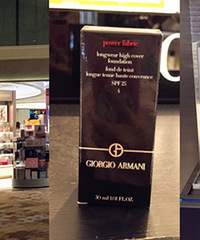 power fabric
longwear high cover
foundation
fond de teint
longue tenue haute couvrance
SPF 25
4
GIORGIO ARMANI
30 ml 1.01 FL.OZ